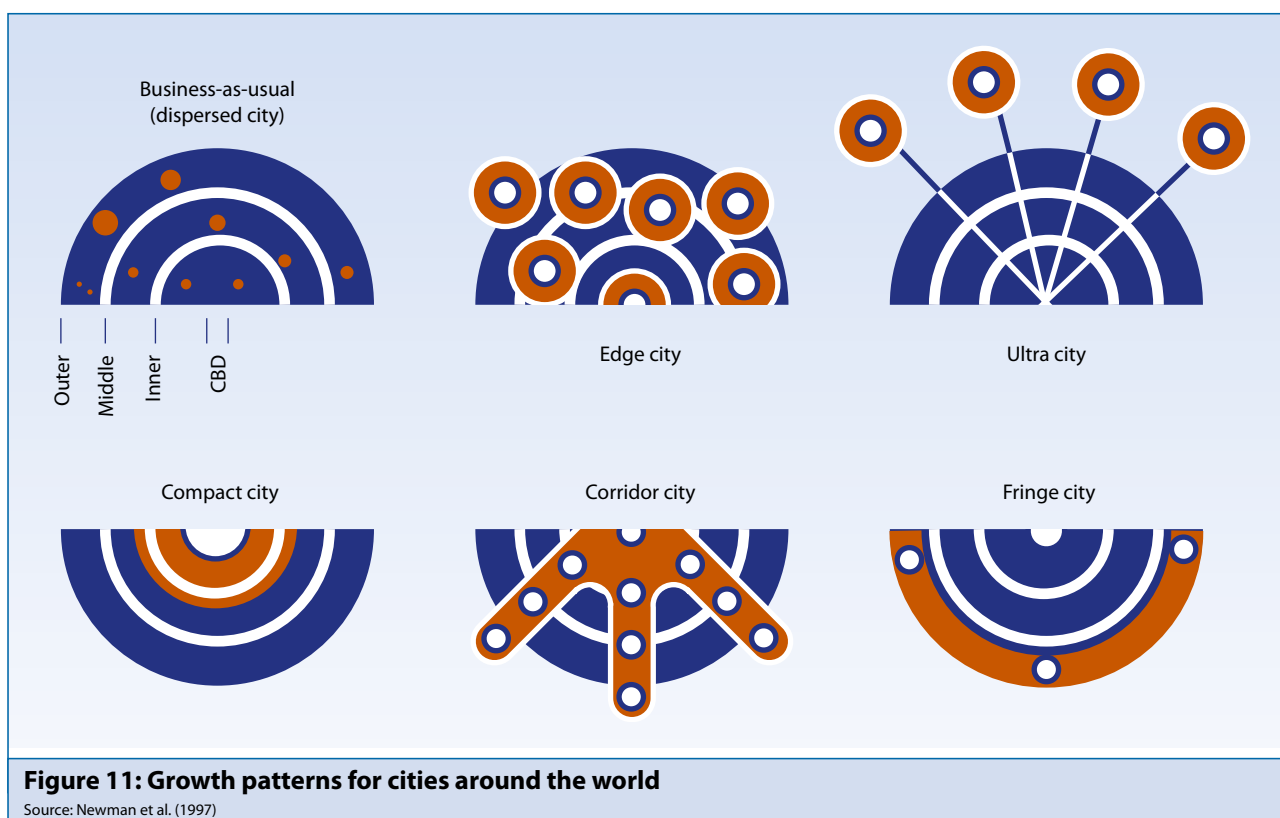 Business-as-usual
(dispersed city)
Outer
Middle
Inner
CBD
Edge city
Ultra city
Compact city
Corridor city
Fringe city
Figure 11: Growth patterns for cities around the world
Source: Newman et al. (1997)